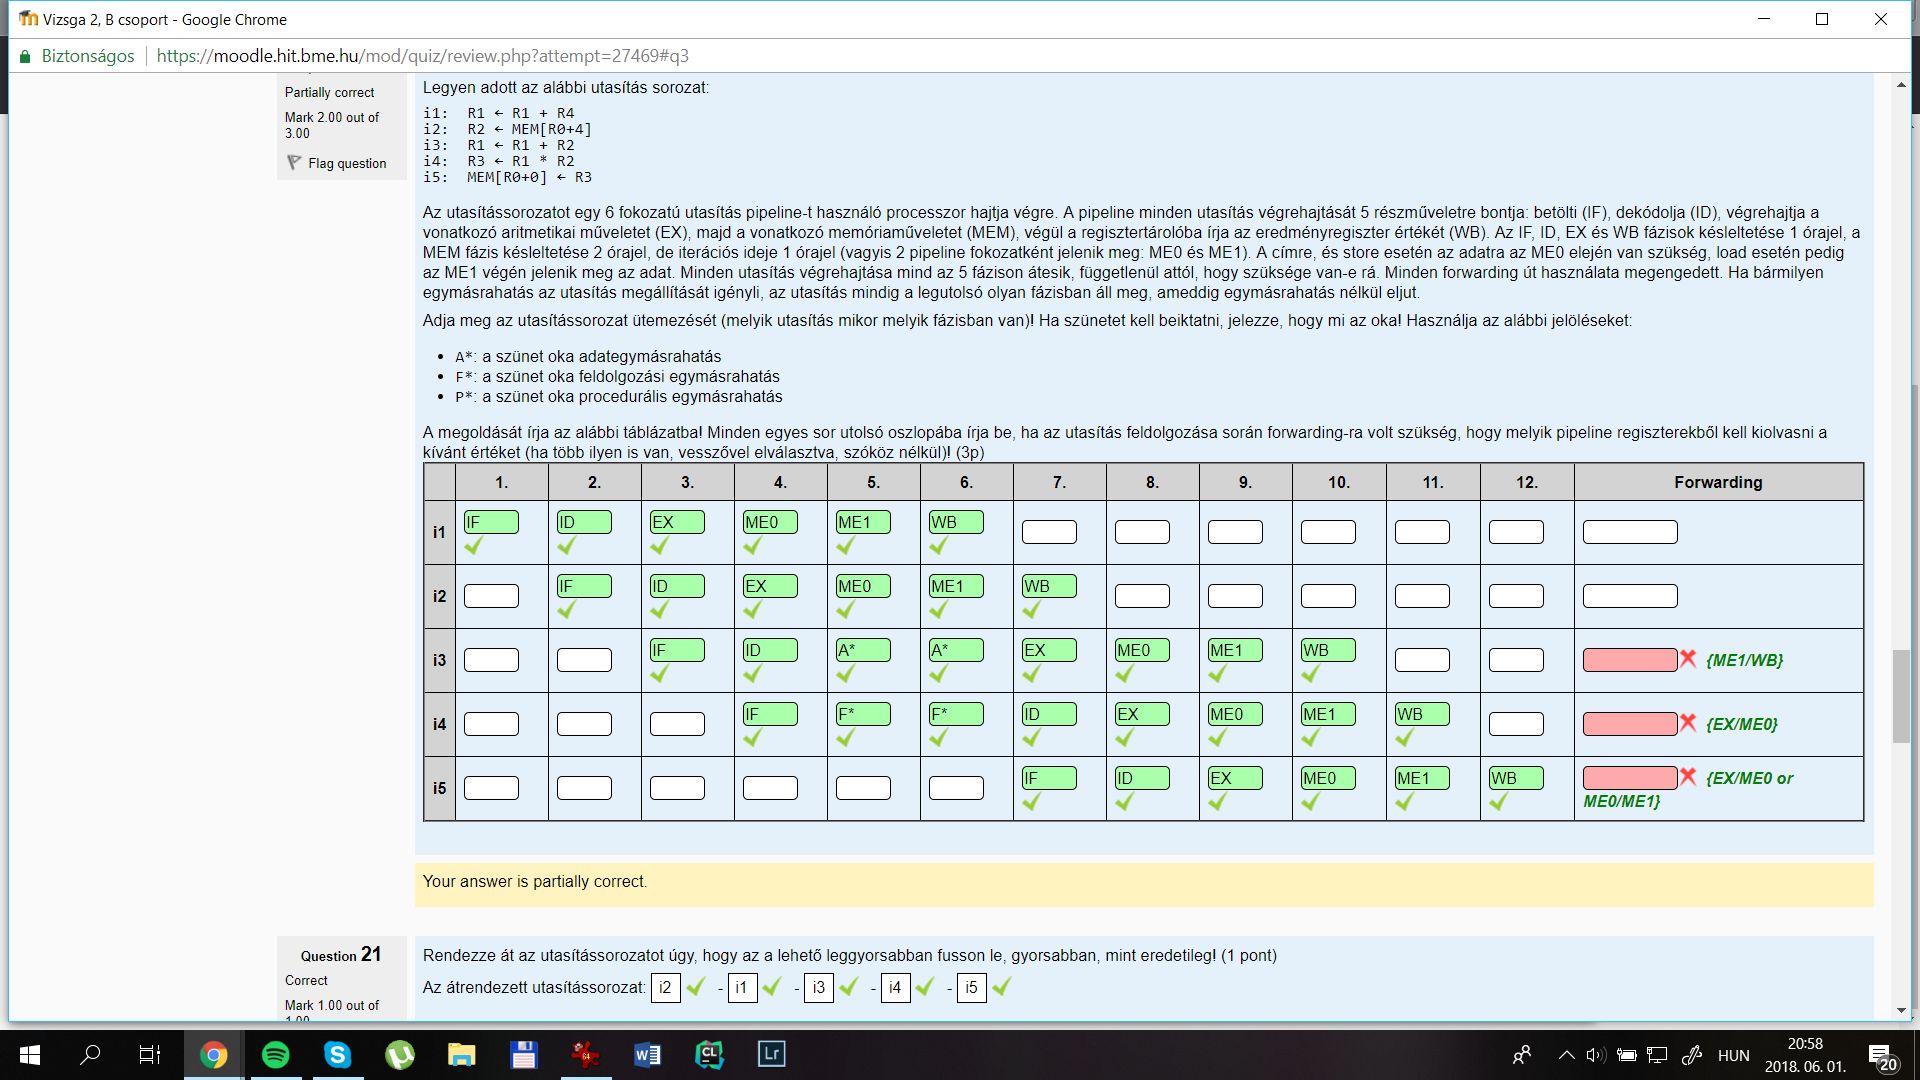 Vizsga 2, B csoport - Google Chrome
Biztonságos https://moodle.hit.bme.hu/mod/quiz/review.php?attempt=27469#q3
Partially correct
Mark 2.00 out of
3.00
Flag question
Legyen adott az alábbi utasítás sorozat:
i1: R1 ← R1 + R4
i2: R2 ← MEM[R0+4]
i3: R1 ← R1 + R2
i4: R3 ← R1 * R2
i5: MEM[R0+0] ← R3
Az utasítássorozatot egy 6 fokozatú utasítás pipeline-t használó processzor hajtja végre. A pipeline minden utasítás végrehajtását 5 részműveletre bontja: betölti (IF), dekódolja (ID), végrehajtja a
vonatkozó aritmetikai műveletet (EX), majd a vonatkozó memóriaműveletet (MEM), végül a regisztertárolóba írja az eredményregiszter értékét (WB). Az IF, ID, EX és WB fázisok késleltetése 1 órajel, a
MEM fázis késleltetése 2 órajel, de iterációs ideje 1 órajel (vagyis 2 pipeline fokozatként jelenik meg: ME0 és ME1). A címre, és store esetén az adatra az ME0 elején van szükség, load esetén pedig
az ME1 végén jelenik meg az adat. Minden utasítás végrehajtása mind az 5 fázison átesik, függetlenül attól, hogy szüksége van-e rá. Minden forwarding út használata megengedett. Ha bármilyen
egymásrahatás az utasítás megállítását igényli, az utasítás mindig a legutolsó olyan fázisban áll meg, ameddig egymásrahatás nélkül eljut.
Adja meg az utasítássorozat ütemezését (melyik utasítás mikor melyik fázisban van)! Ha szünetet kell beiktatni, jelezze, hogy mi az oka! Használja az alábbi jelöléseket:
• A*: a szünet oka adategymásrahatás
• F*: a szünet oka feldolgozási egymásrahatás
• P*: a szünet oka procedurális egymásrahatás
A megoldását írja az alábbi táblázatba! Minden egyes sor utolsó oszlopába írja be, ha az utasítás feldolgozása során forwarding-ra volt szükség, hogy melyik pipeline regiszterekből kell kiolvasni a
kívánt értéket (ha több ilyen is van, vesszővel elválasztva, szóköz nélkül)! (3p)
1. 2. 3. 4. 5. 6. 7. 8. 9. 10. 11. 12. Forwarding
i1 IF ID EX ME0 ME1 WB
i2 IF ID EX ME0 ME1 WB
i3 IF ID A* A* EX ME0 ME1 WB {ME1/WB}
i4 IF F* F* ID EX ME0 ME1 WB {EX/ME0}
i5 IF ID EX ME0 ME1 WB {EX/ME0 or
ME0/ME1}
Your answer is partially correct.
Question 21
Correct
Mark 1.00 out of
1.00
Rendezze át az utasítássorozatot úgy, hogy az a lehető leggyorsabban fusson le, gyorsabban, mint eredetileg! (1 pont)
Az átrendezett utasítássorozat: i2 - i1 - i3 - i4 - i5
64
W
CL
Lr
HUN
20:58
2018. 06. 01.
20